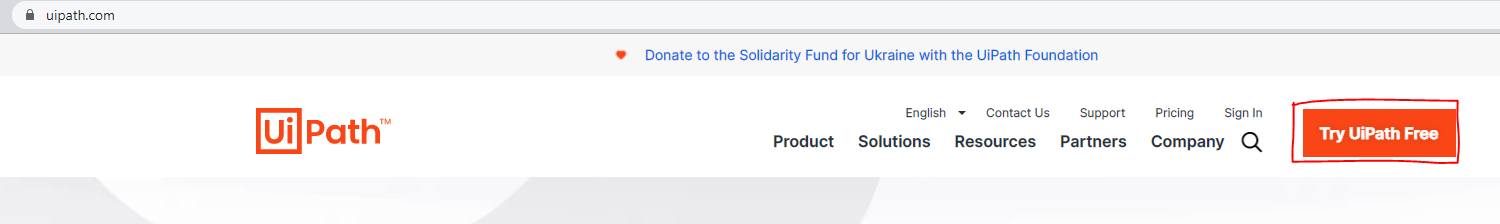 uipath.com
Donate to the Solidarity Fund for Ukraine with the UiPath Foundation
UiPath™
English Contact Us Support Pricing Sign In
Product Solutions Resources Partners Company
Try UiPath Free